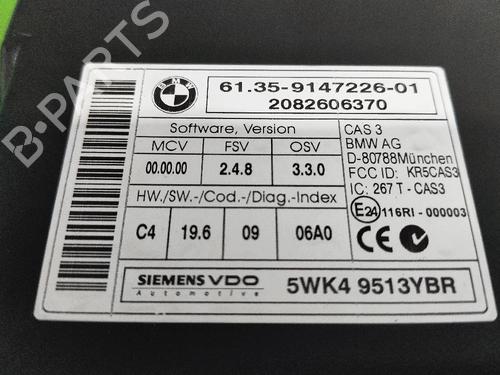 B-PARTS
BMW
61.35-9147226-01
2082606370
Software, Version
MCV FSV OSV
00.00.00 2.4.8 3.3.0
HW./SW.-/Cod.-/Diag.-Index
C4 19.6 09 06A0
CAS 3
BMW AG
D-80788München
FCC ID: KR5CAS3
IC: 267 T - CAS3
E24 116RI - 000003
CE
SIEMENS VDO
Automotive
5WK4 9513YBR